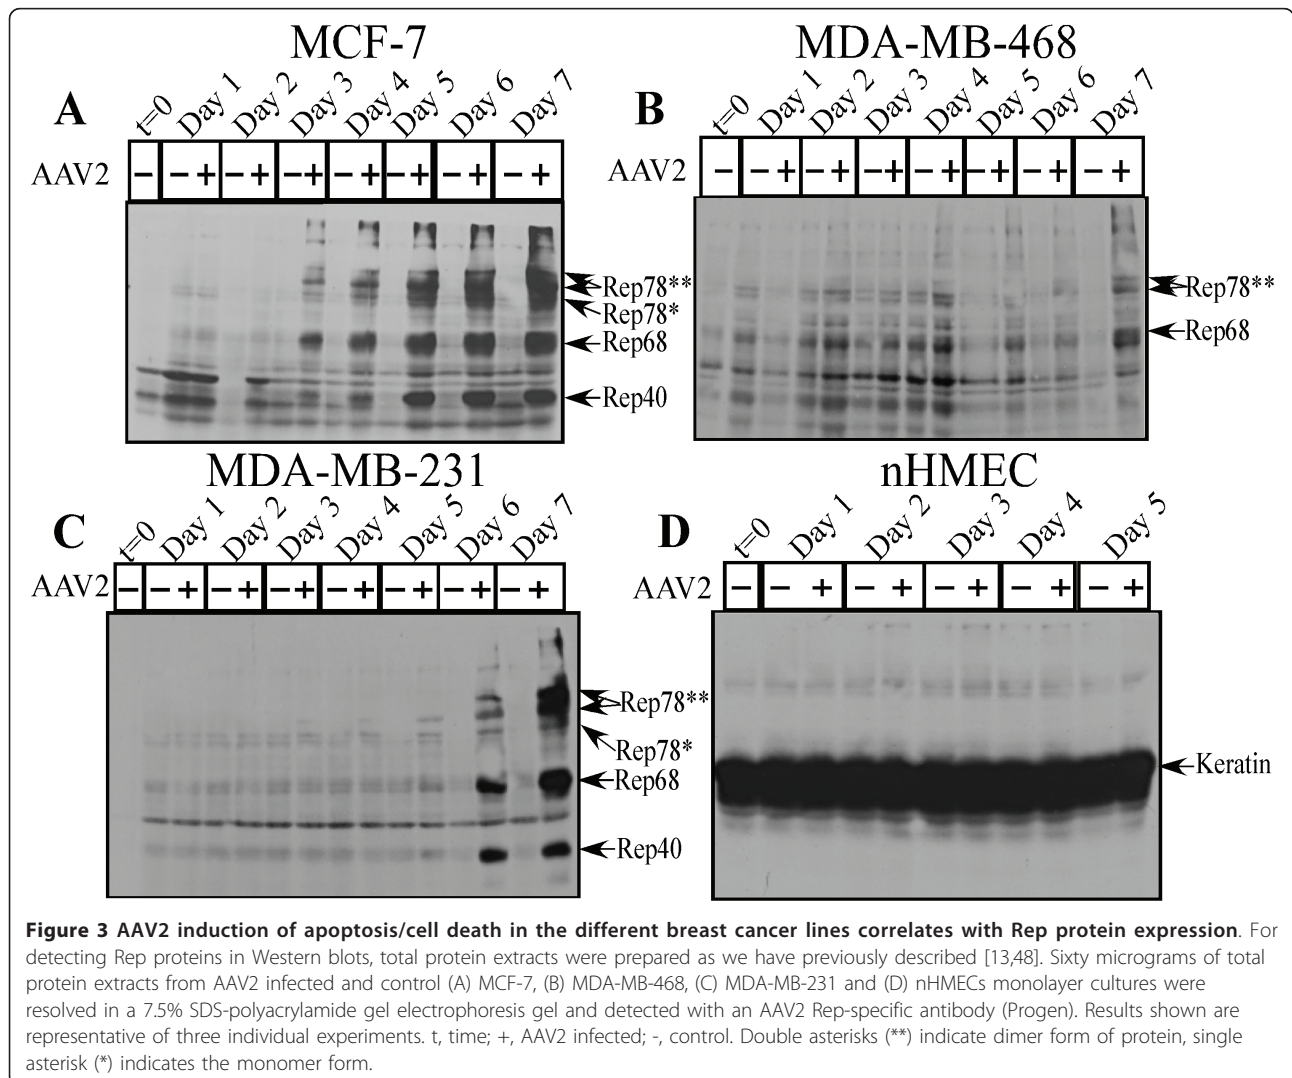 MCF-7
A
t=0 Day 1 Day 2 Day 3 Day 4 Day 5 Day 6 Day 7
AAV2 − − + − + − + − + − + − + − +
Rep78**
Rep78*
Rep68
Rep40
MDA-MB-468
B
t=0 Day 1 Day 2 Day 3 Day 4 Day 5 Day 6 Day 7
AAV2 − − + − + − + − + − + − + − +
Rep78**
Rep68
MDA-MB-231
C
t=0 Day 1 Day 2 Day 3 Day 4 Day 5 Day 6 Day 7
AAV2 − − + − + − + − + − + − + − +
Rep78**
Rep78*
Rep68
Rep40
nHMEC
D
t=0 Day 1 Day 2 Day 3 Day 4 Day 5
AAV2 − − + − + − + − + − +
Keratin
Figure 3 AAV2 induction of apoptosis/cell death in the different breast cancer lines correlates with Rep protein expression. For
detecting Rep proteins in Western blots, total protein extracts were prepared as we have previously described [13,48]. Sixty micrograms of total
protein extracts from AAV2 infected and control (A) MCF-7, (B) MDA-MB-468, (C) MDA-MB-231 and (D) nHMECs monolayer cultures were
resolved in a 7.5% SDS-polyacrylamide gel electrophoresis gel and detected with an AAV2 Rep-specific antibody (Progen). Results shown are
representative of three individual experiments. t, time; +, AAV2 infected; -, control. Double asterisks (**) indicate dimer form of protein, single
asterisk (*) indicates the monomer form.